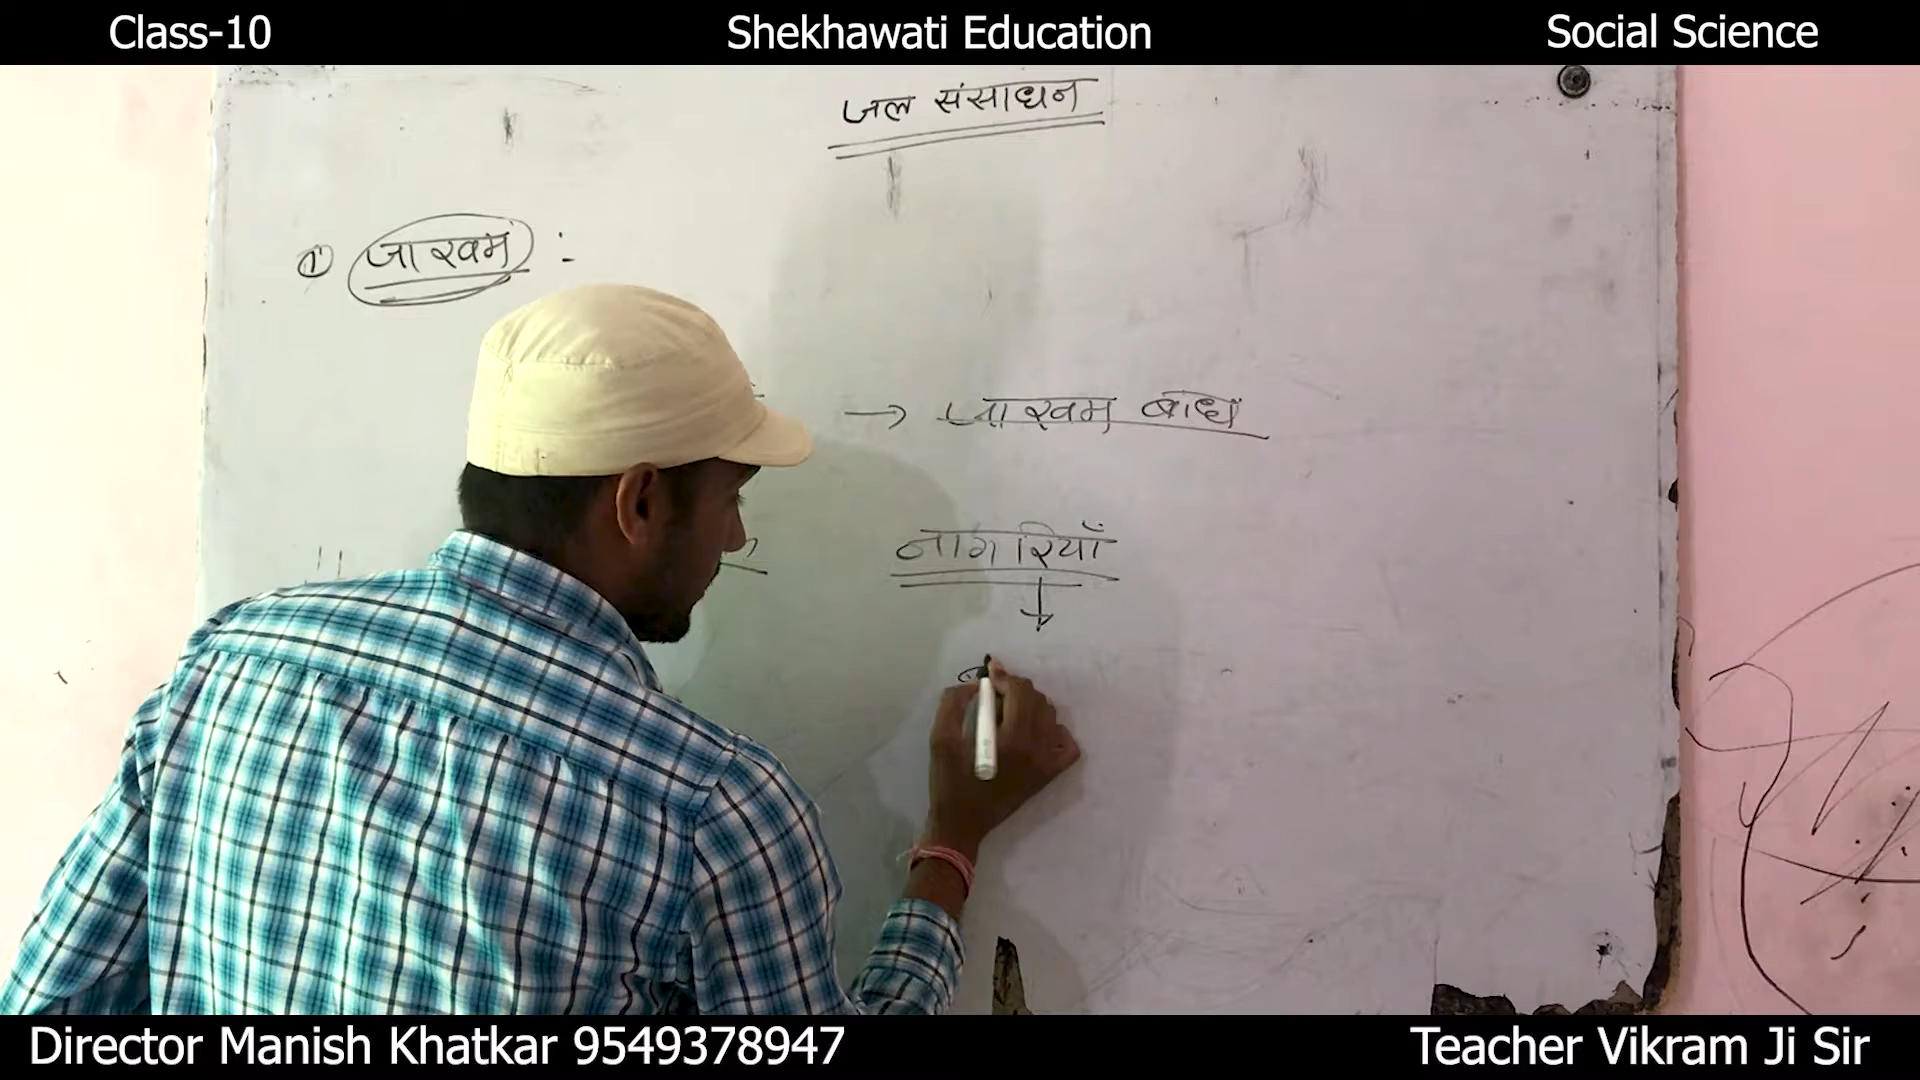 Class-10 Shekhawati Education Social Science
जल संसाधन
① जाखम :-
→ जाखम बांध
नागरियाँ
↓
Director Manish Khatkar 9549378947 Teacher Vikram Ji Sir